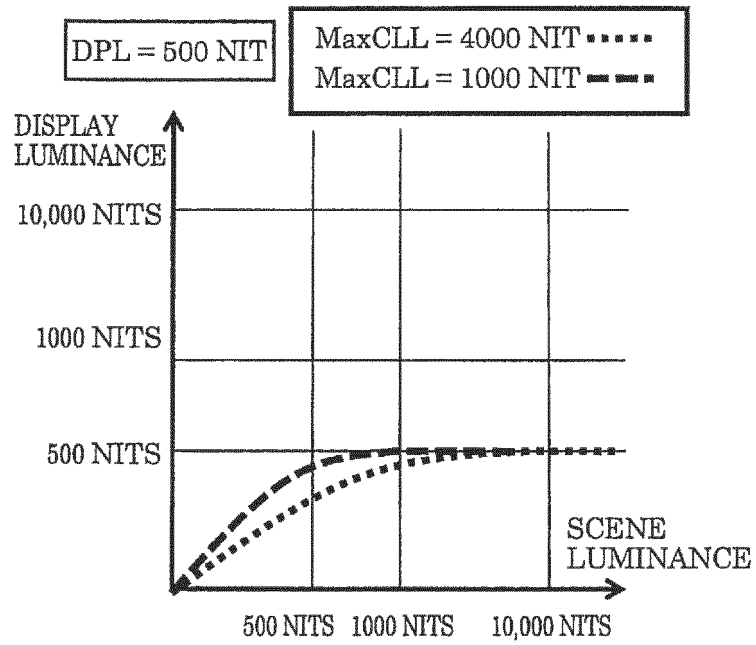 DPL = 500 NIT
MaxCLL = 4000 NIT
MaxCLL = 1000 NIT
DISPLAY
LUMINANCE
10,000 NITS
1000 NITS
500 NITS
SCENE
LUMINANCE
500 NITS 1000 NITS 10,000 NITS